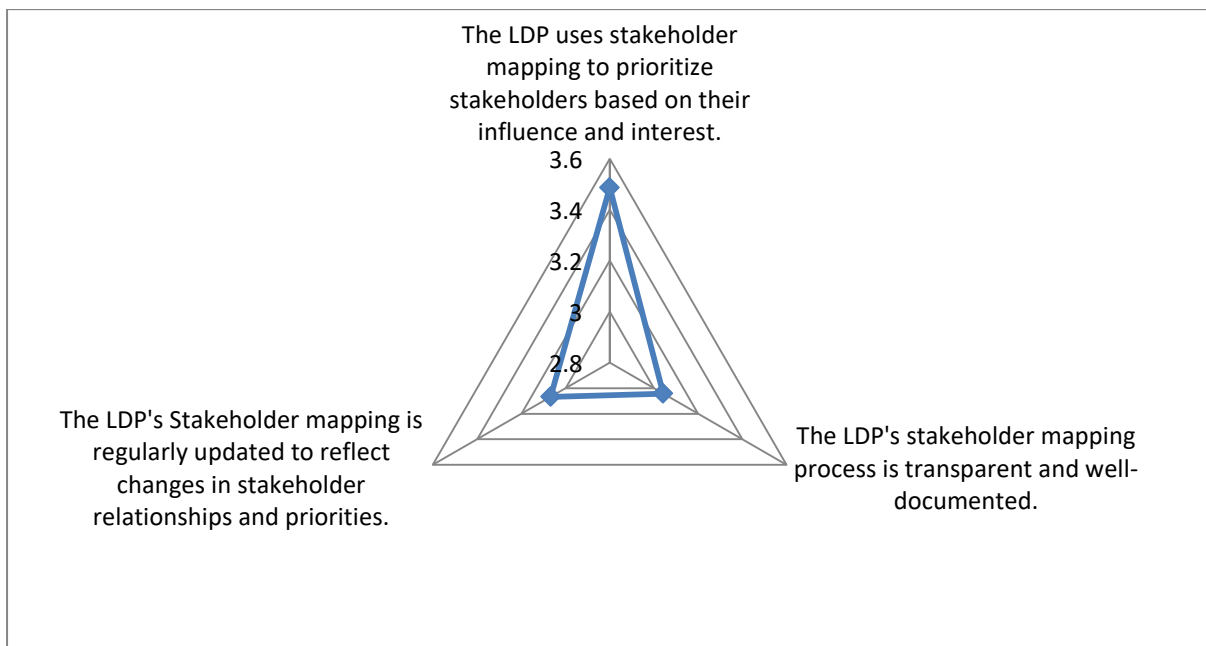 The LDP uses stakeholder
mapping to prioritize
stakeholders based on their
influence and interest.
3.6
3.4
3.2
3
2.8
The LDP's Stakeholder mapping is
regularly updated to reflect
changes in stakeholder
relationships and priorities.
The LDP's stakeholder mapping
process is transparent and well-
documented.